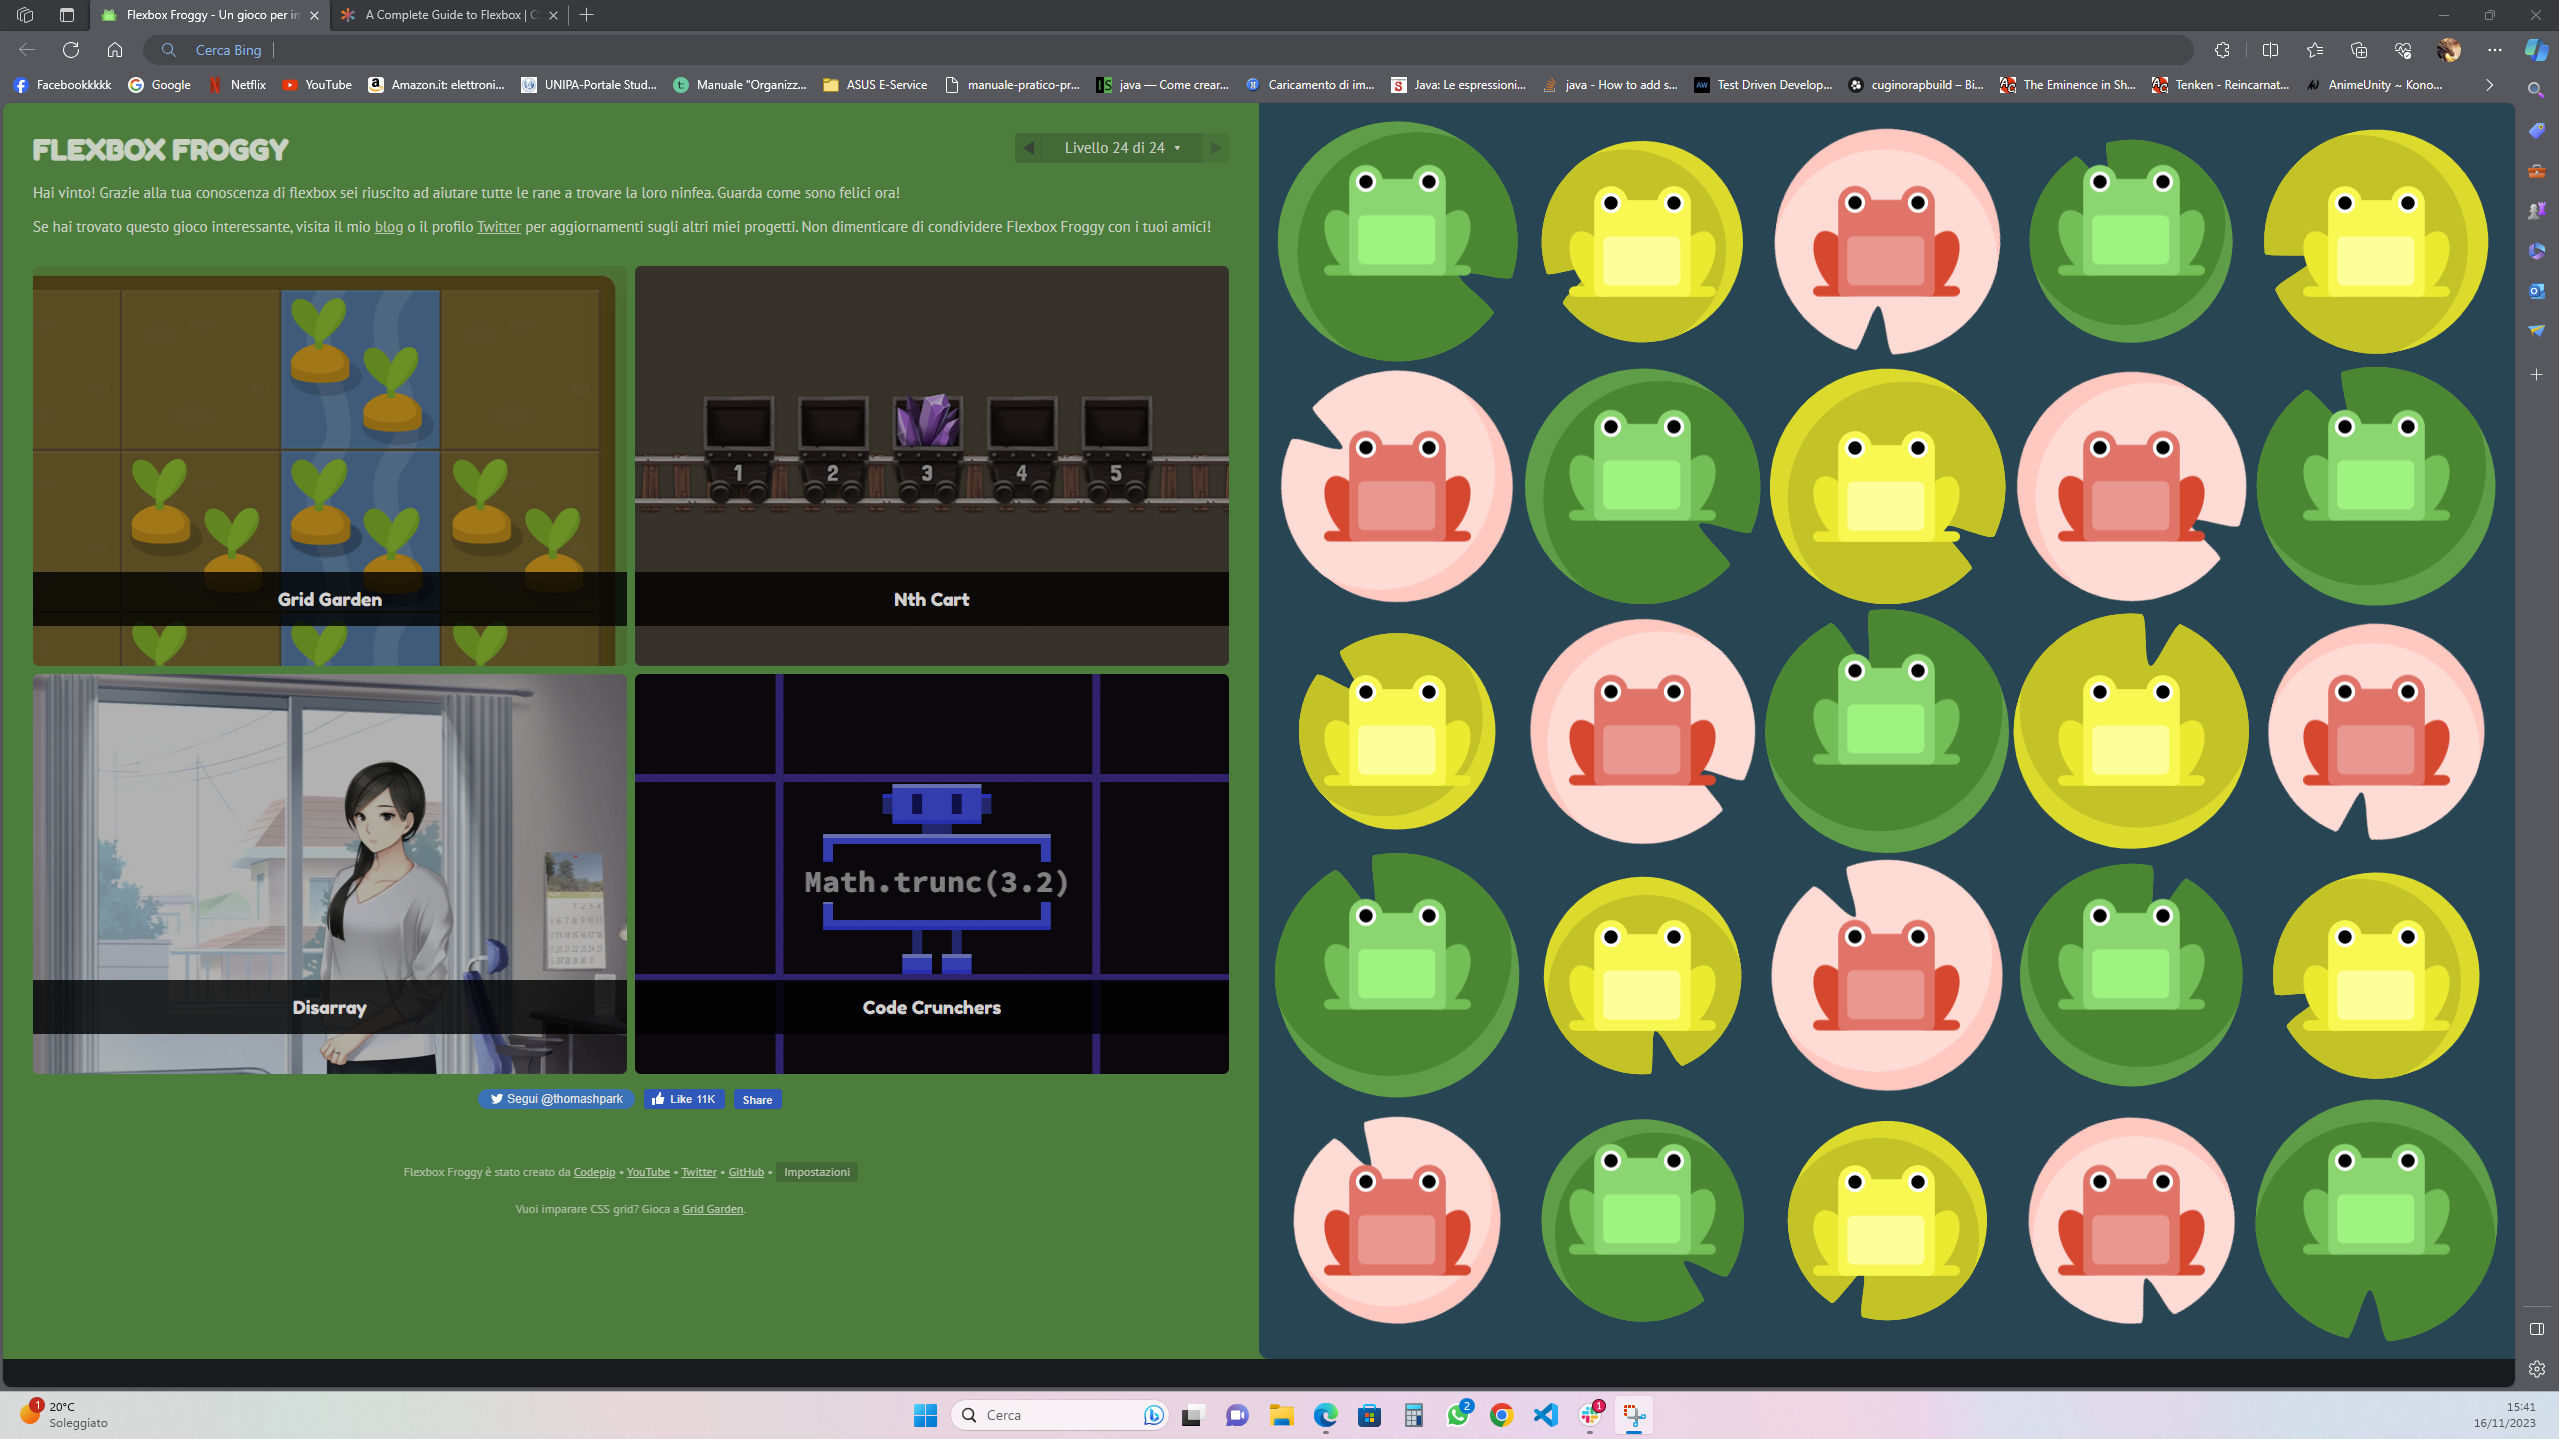 Flexbox Froggy - Un gioco per im
A Complete Guide to Flexbox | C
Cerca Bing
Facebookkkkk
Google
Netflix
YouTube
Amazon.it: elettroni...
UNIPA-Portale Stud...
Manuale "Organizz...
ASUS E-Service
manuale-pratico-pr...
java — Come crear...
Caricamento di im...
Java: Le espressioni...
java - How to add s...
Test Driven Develop...
cuginorapbuild – Bi...
The Eminence in Sh...
Tenken - Reincarnat...
AnimeUnity ~ Kono...
FLEXBOX FROGGY
Livello 24 di 24
Hai vinto! Grazie alla tua conoscenza di flexbox sei riuscito ad aiutare tutte le rane a trovare la loro ninfea. Guarda come sono felici ora!
Se hai trovato questo gioco interessante, visita il mio blog o il profilo Twitter per aggiornamenti sugli altri miei progetti. Non dimenticare di condividere Flexbox Froggy con i tuoi amici!
1 2 3 4 5
Grid Garden
Nth Cart
Math.trunc(3.2)
Disarray
Code Crunchers
Segui @thomashpark
Like 11K
Share
Flexbox Froggy è stato creato da Codepip • YouTube • Twitter • GitHub • Impostazioni
Vuoi imparare CSS grid? Gioca a Grid Garden.
1
20°C
Soleggiato
Cerca
2
1
15:41
16/11/2023